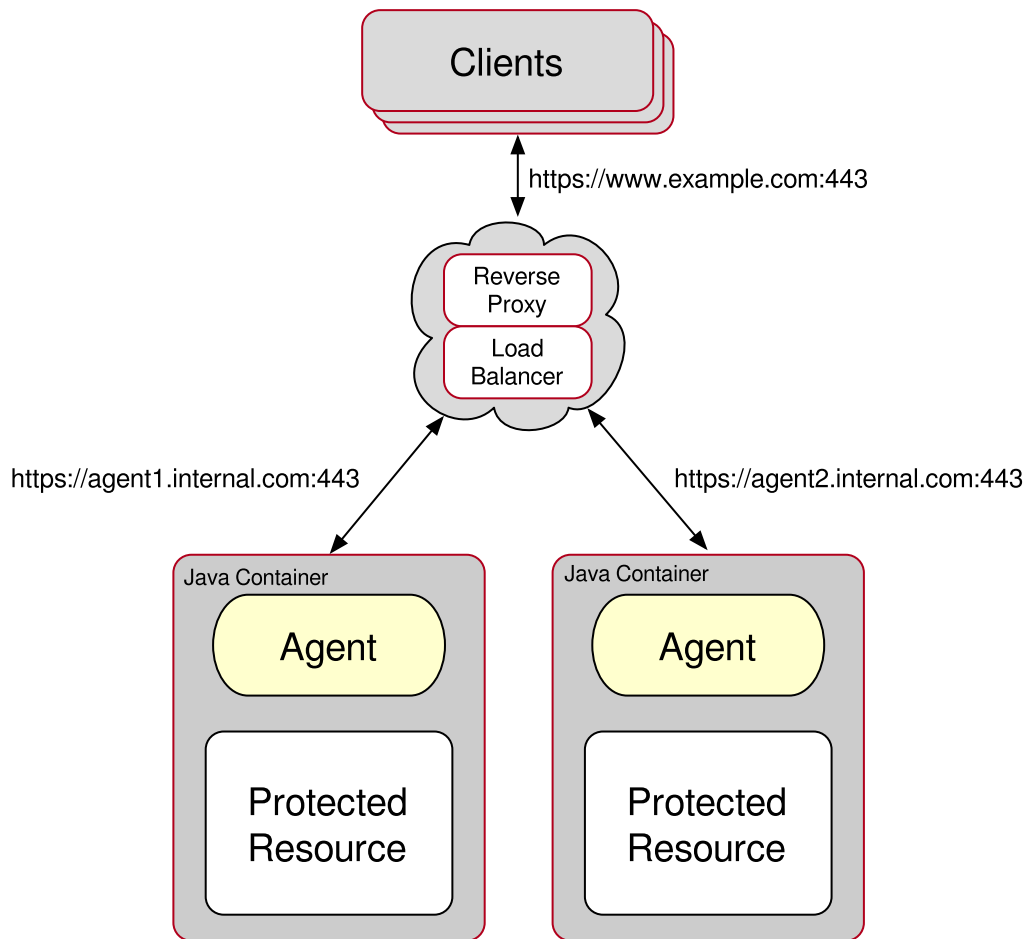 Clients
https://www.example.com:443
Reverse
Proxy
Load
Balancer
https://agent1.internal.com:443
https://agent2.internal.com:443
Java Container
Agent
Protected
Resource
Java Container
Agent
Protected
Resource